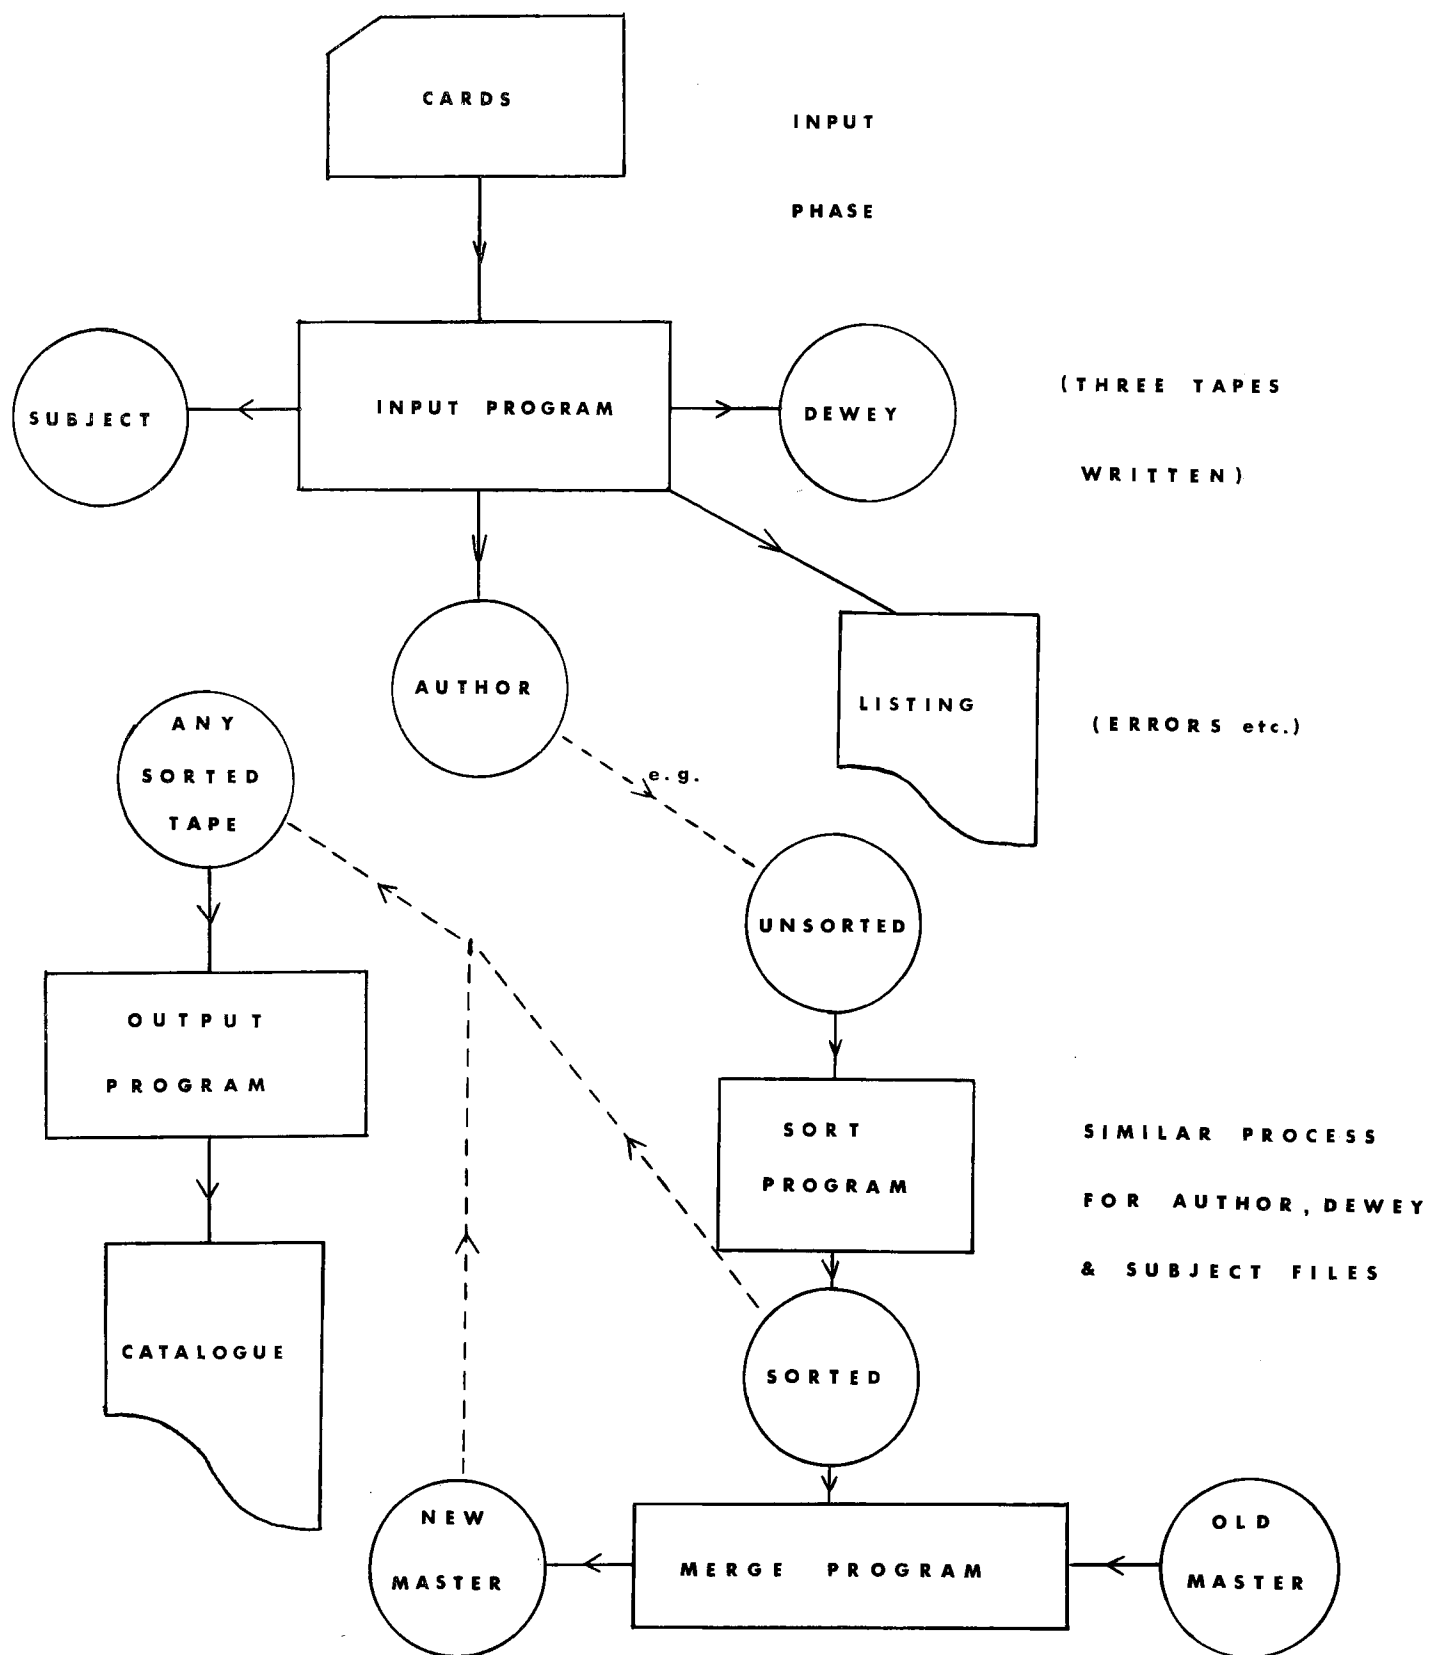 CARDS
INPUT
PHASE
SUBJECT
INPUT PROGRAM
DEWEY
(THREE TAPES
WRITTEN)
AUTHOR
LISTING
(ERRORS etc.)
e.g.
ANY
SORTED
TAPE
UNSORTED
OUTPUT
PROGRAM
SORT
PROGRAM
SIMILAR PROCESS
FOR AUTHOR, DEWEY
& SUBJECT FILES
CATALOGUE
SORTED
NEW
MASTER
MERGE PROGRAM
OLD
MASTER